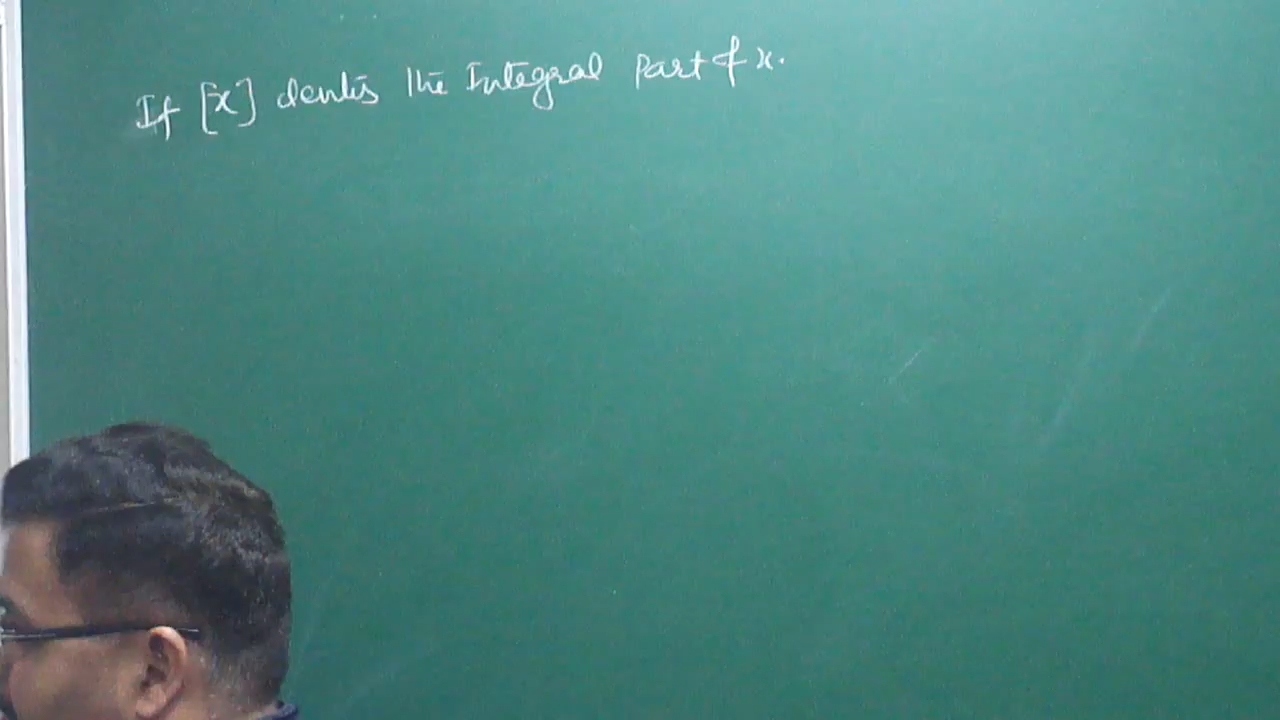 If [x] denotes the Integral part of x.